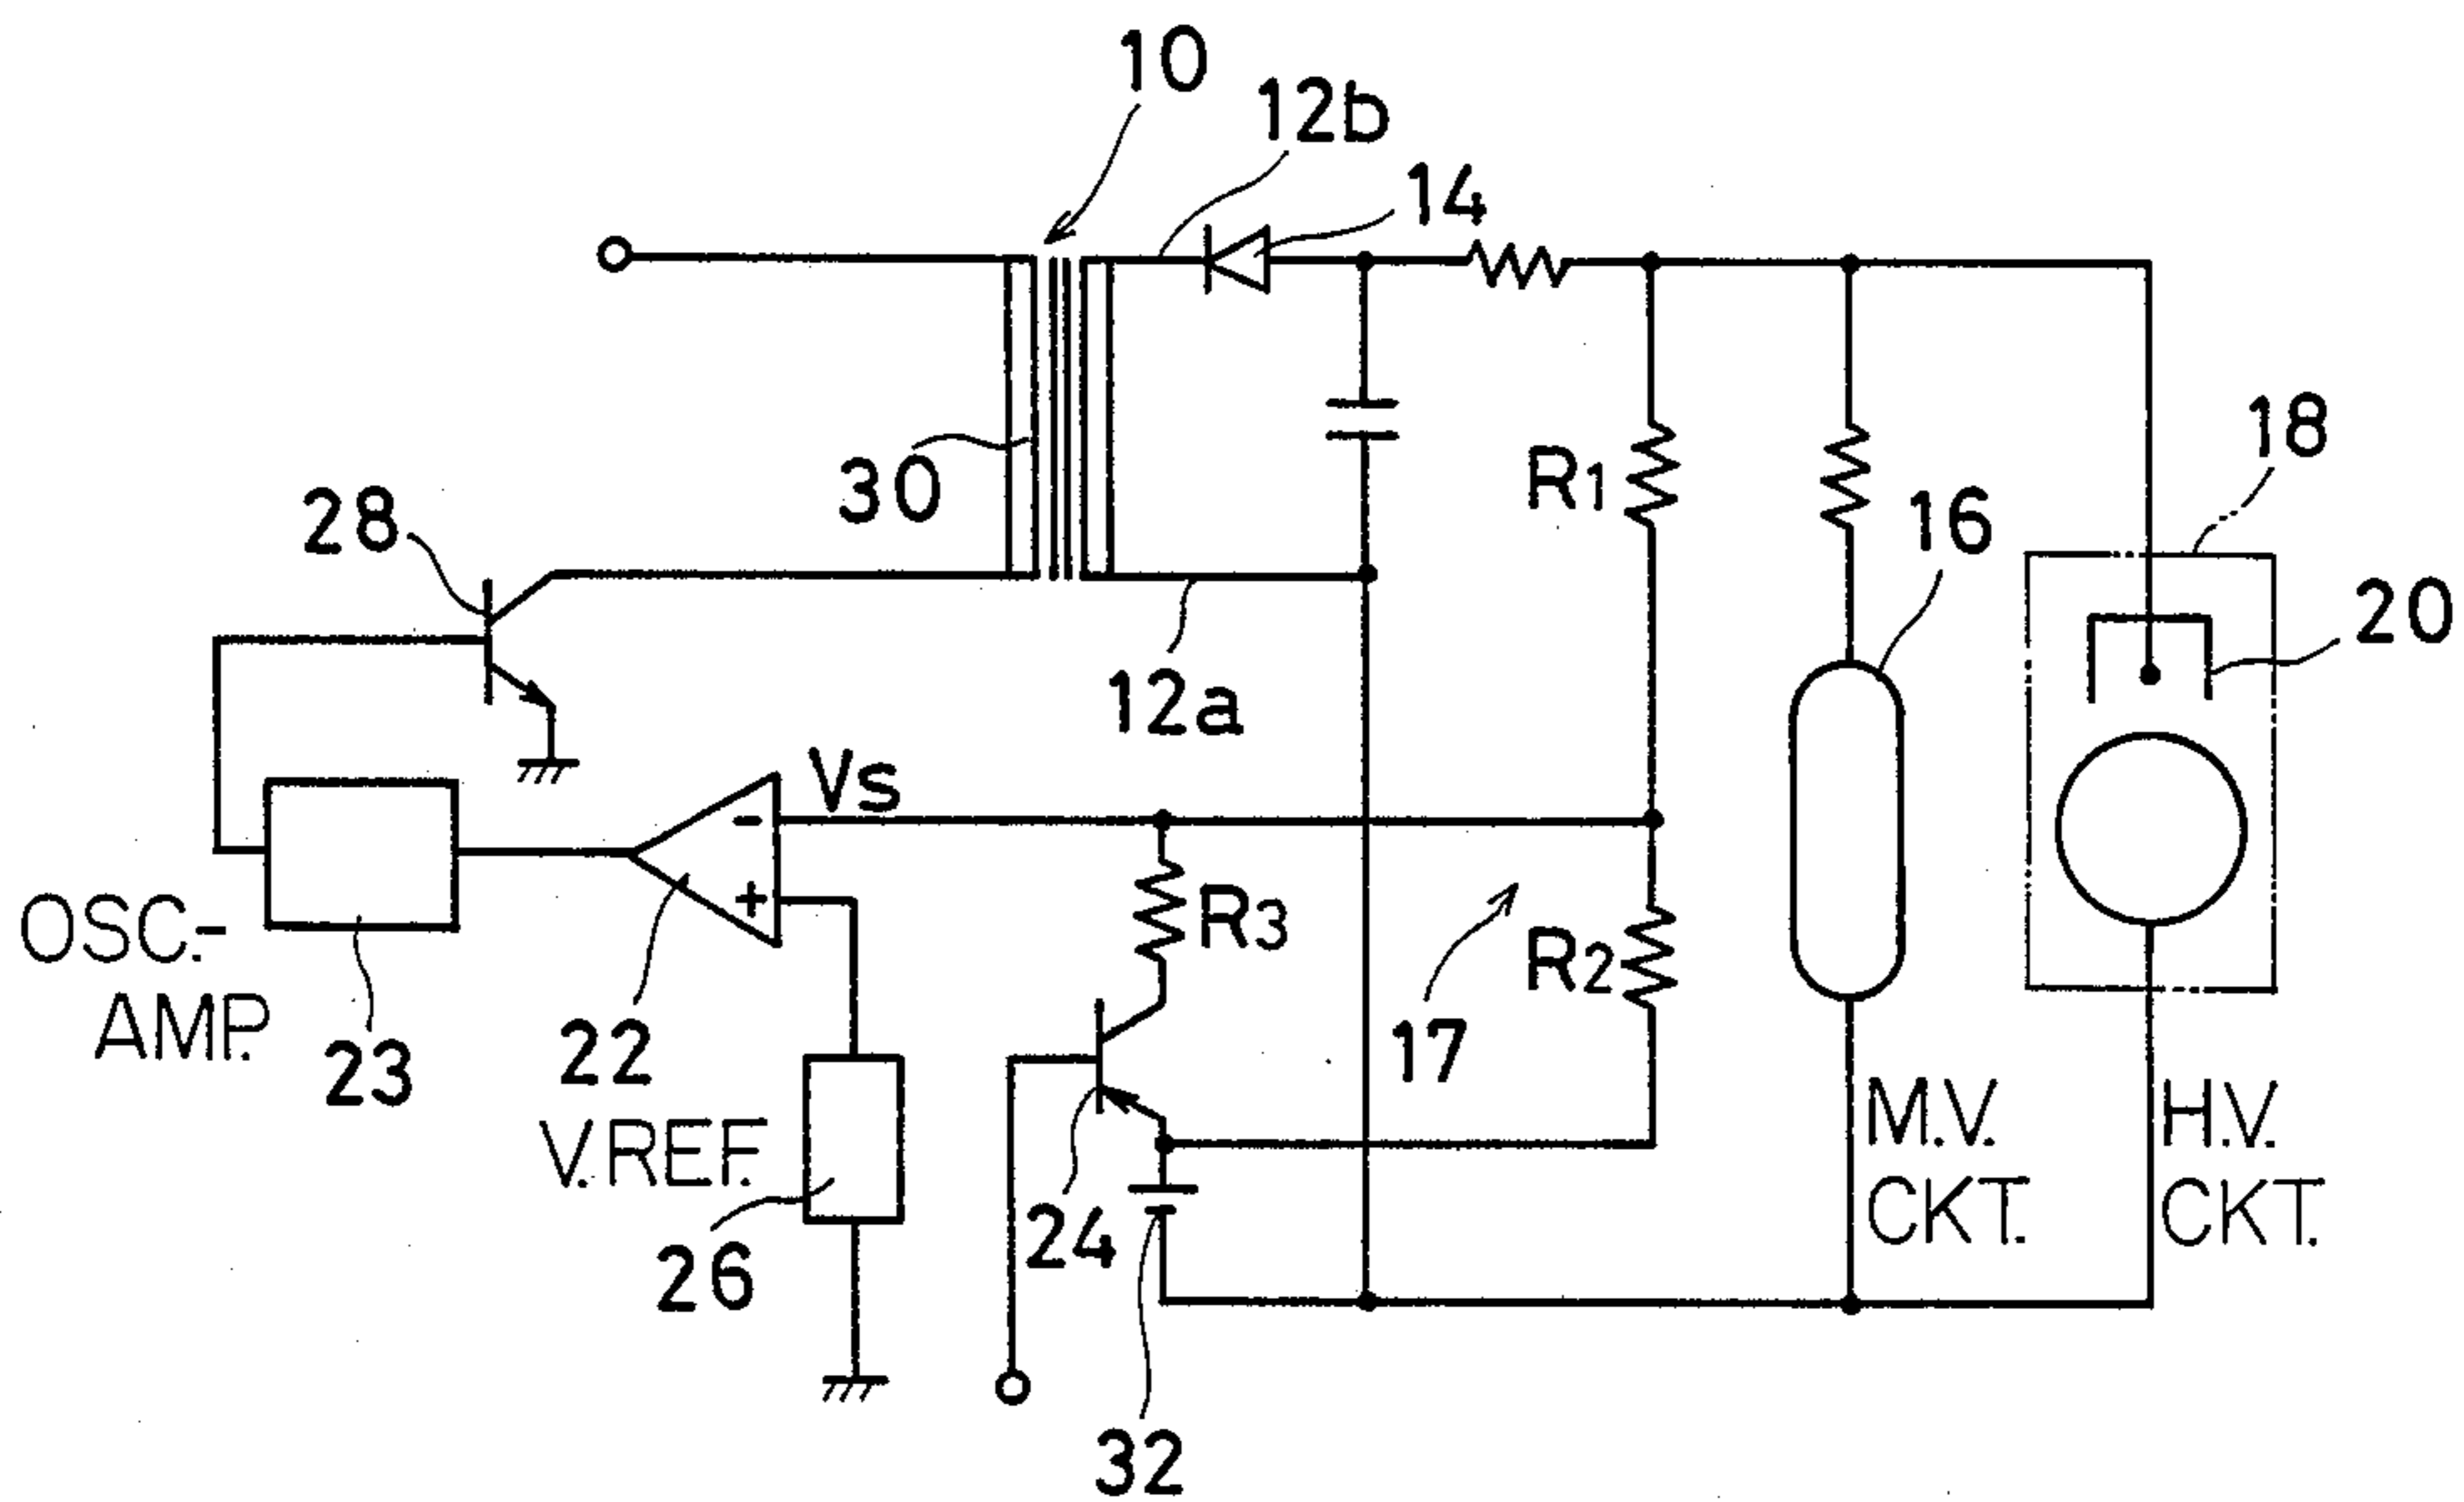 10
12b
14
18
30
28
R1
16
20
12a
Vs
-
+
R3
OSC.-
AMP.
23
22
17
R2
V.REF.
26
24
M.V.
CKT.
H.V.
CKT.
32